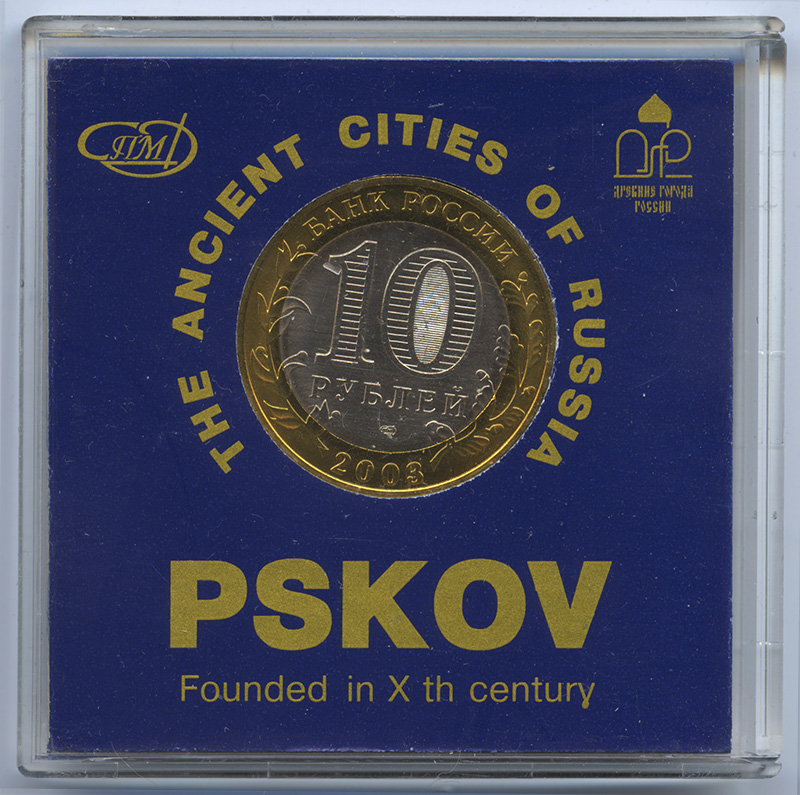 СПМД
THE ANCIENT CITIES OF RUSSIA
ДРЕВНИЕ ГОРОДА
РОССИИ
БАНК РОССИИ
10
РУБЛЕЙ
2003
PSKOV
Founded in X th century